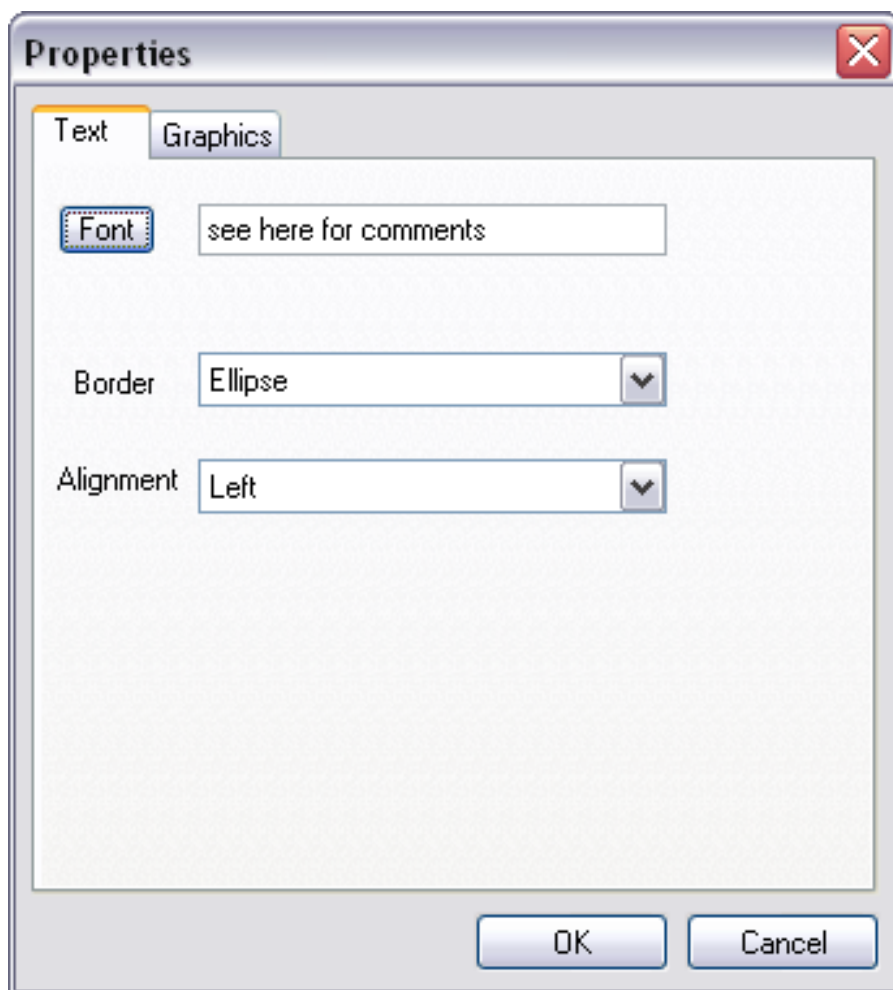 Properties
Text Graphics
Font see here for comments
Border Ellipse
Alignment Left
OK Cancel